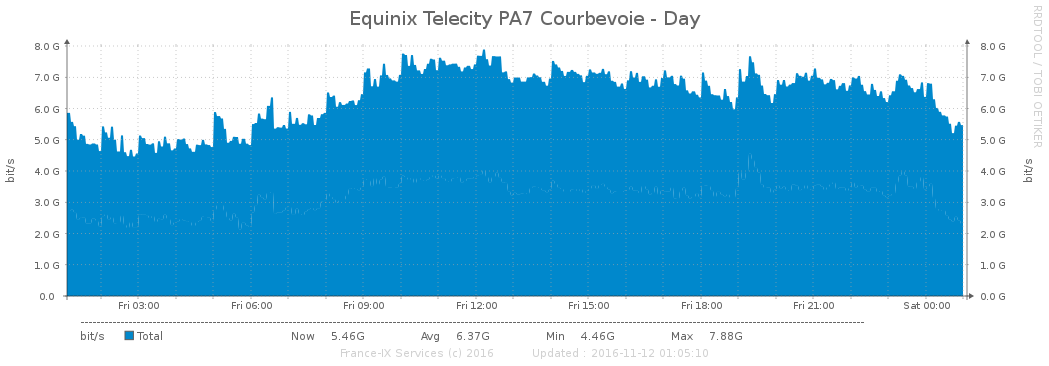 Equinix Telecity PA7 Courbevoie - Day
RRDTOOL / TOBI OETIKER
8.0 G 8.0 G
7.0 G 7.0 G
6.0 G 6.0 G
5.0 G 5.0 G
4.0 G 4.0 G
3.0 G 3.0 G
2.0 G 2.0 G
1.0 G 1.0 G
0.0 0.0 G
bit/s
bit/s
Fri 03:00 Fri 06:00 Fri 09:00 Fri 12:00 Fri 15:00 Fri 18:00 Fri 21:00 Sat 00:00
bit/s Total Now 5.46G Avg 6.37G Min 4.46G Max 7.88G
France-IX Services (c) 2016 Updated : 2016-11-12 01:05:10